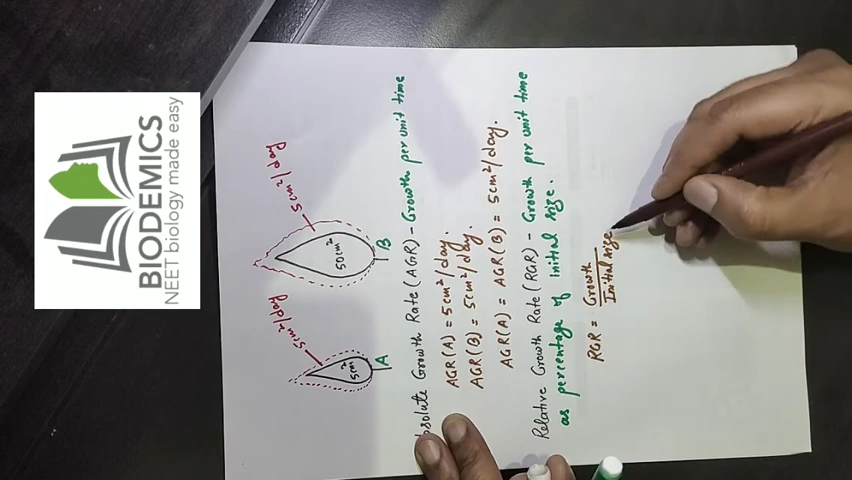 BIODEMICS
NEET biology made easy
5cm²/day
5cm²/day
5cm²
50cm²
A
B
bsolute Growth Rate (AGR) - Growth per unit time
AGR(A) = 5cm²/day.
AGR(B) = 5cm²/day.
AGR(A) = AGR(B) = 5cm²/day.
Relative Growth Rate (RGR) - Growth per unit time
as percentage of initial size.
RGR = Growth
Initial size